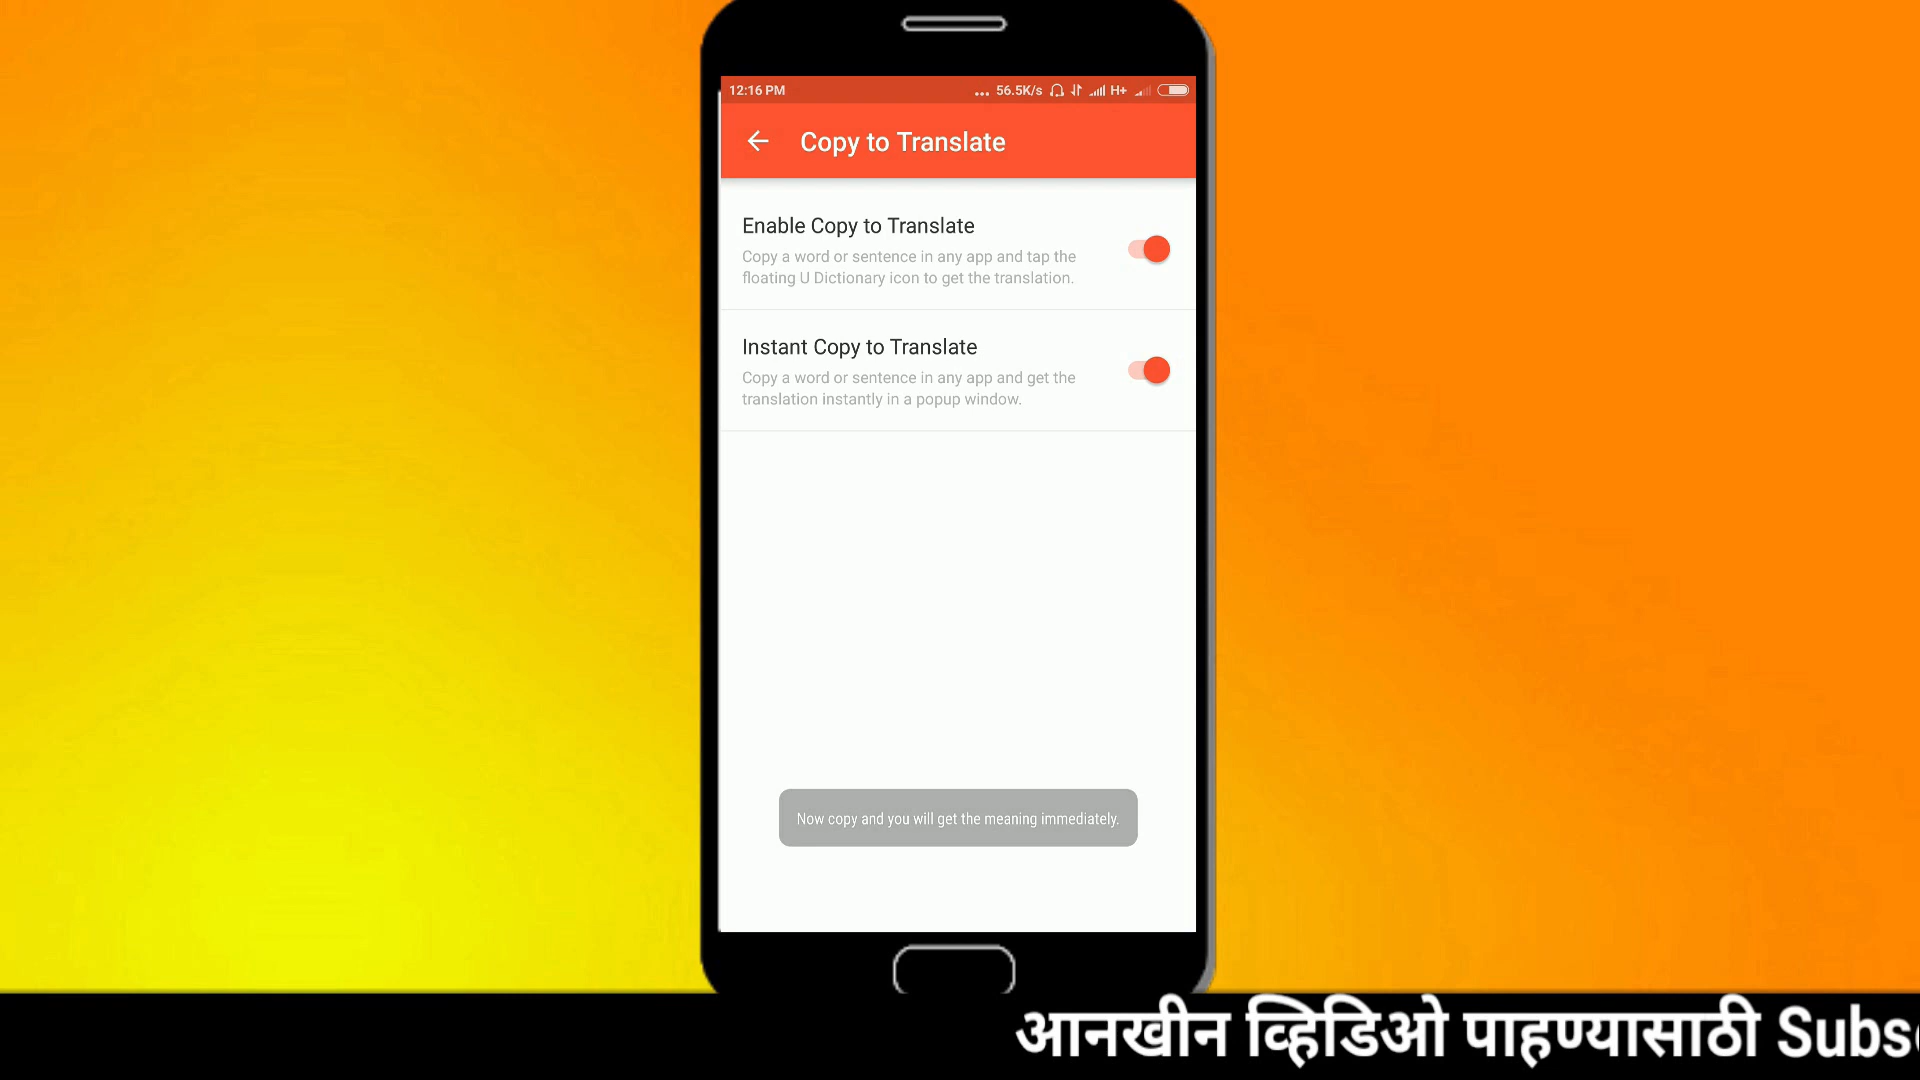 12:16 PM ... 56.5K/s H+
Copy to Translate
Enable Copy to Translate
Copy a word or sentence in any app and tap the
floating U Dictionary icon to get the translation.
Instant Copy to Translate
Copy a word or sentence in any app and get the
translation instantly in a popup window.
Now copy and you will get the meaning immediately.
आनखीन व्हिडिओ पाहण्यासाठी Subs